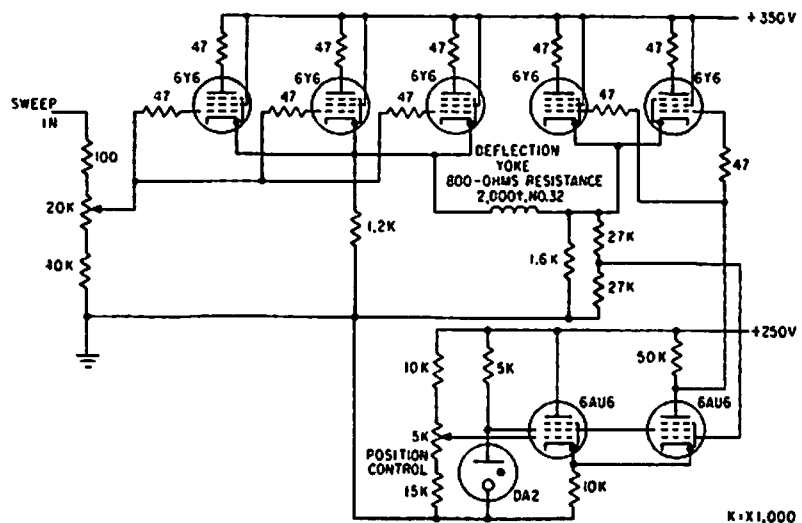 +350V
47
47
47
47
47
6Y6
6Y6
6Y6
6Y6
6Y6
SWEEP
IN
47
47
47
47
47
100
20K
40K
1.2K
DEFLECTION
YOKE
800-OHMS RESISTANCE
2,000t, NO.32
1.6K
27K
27K
+250V
10K
5K
50K
6AU6
6AU6
5K
POSITION
CONTROL
15K
DA2
10K
K=X1,000